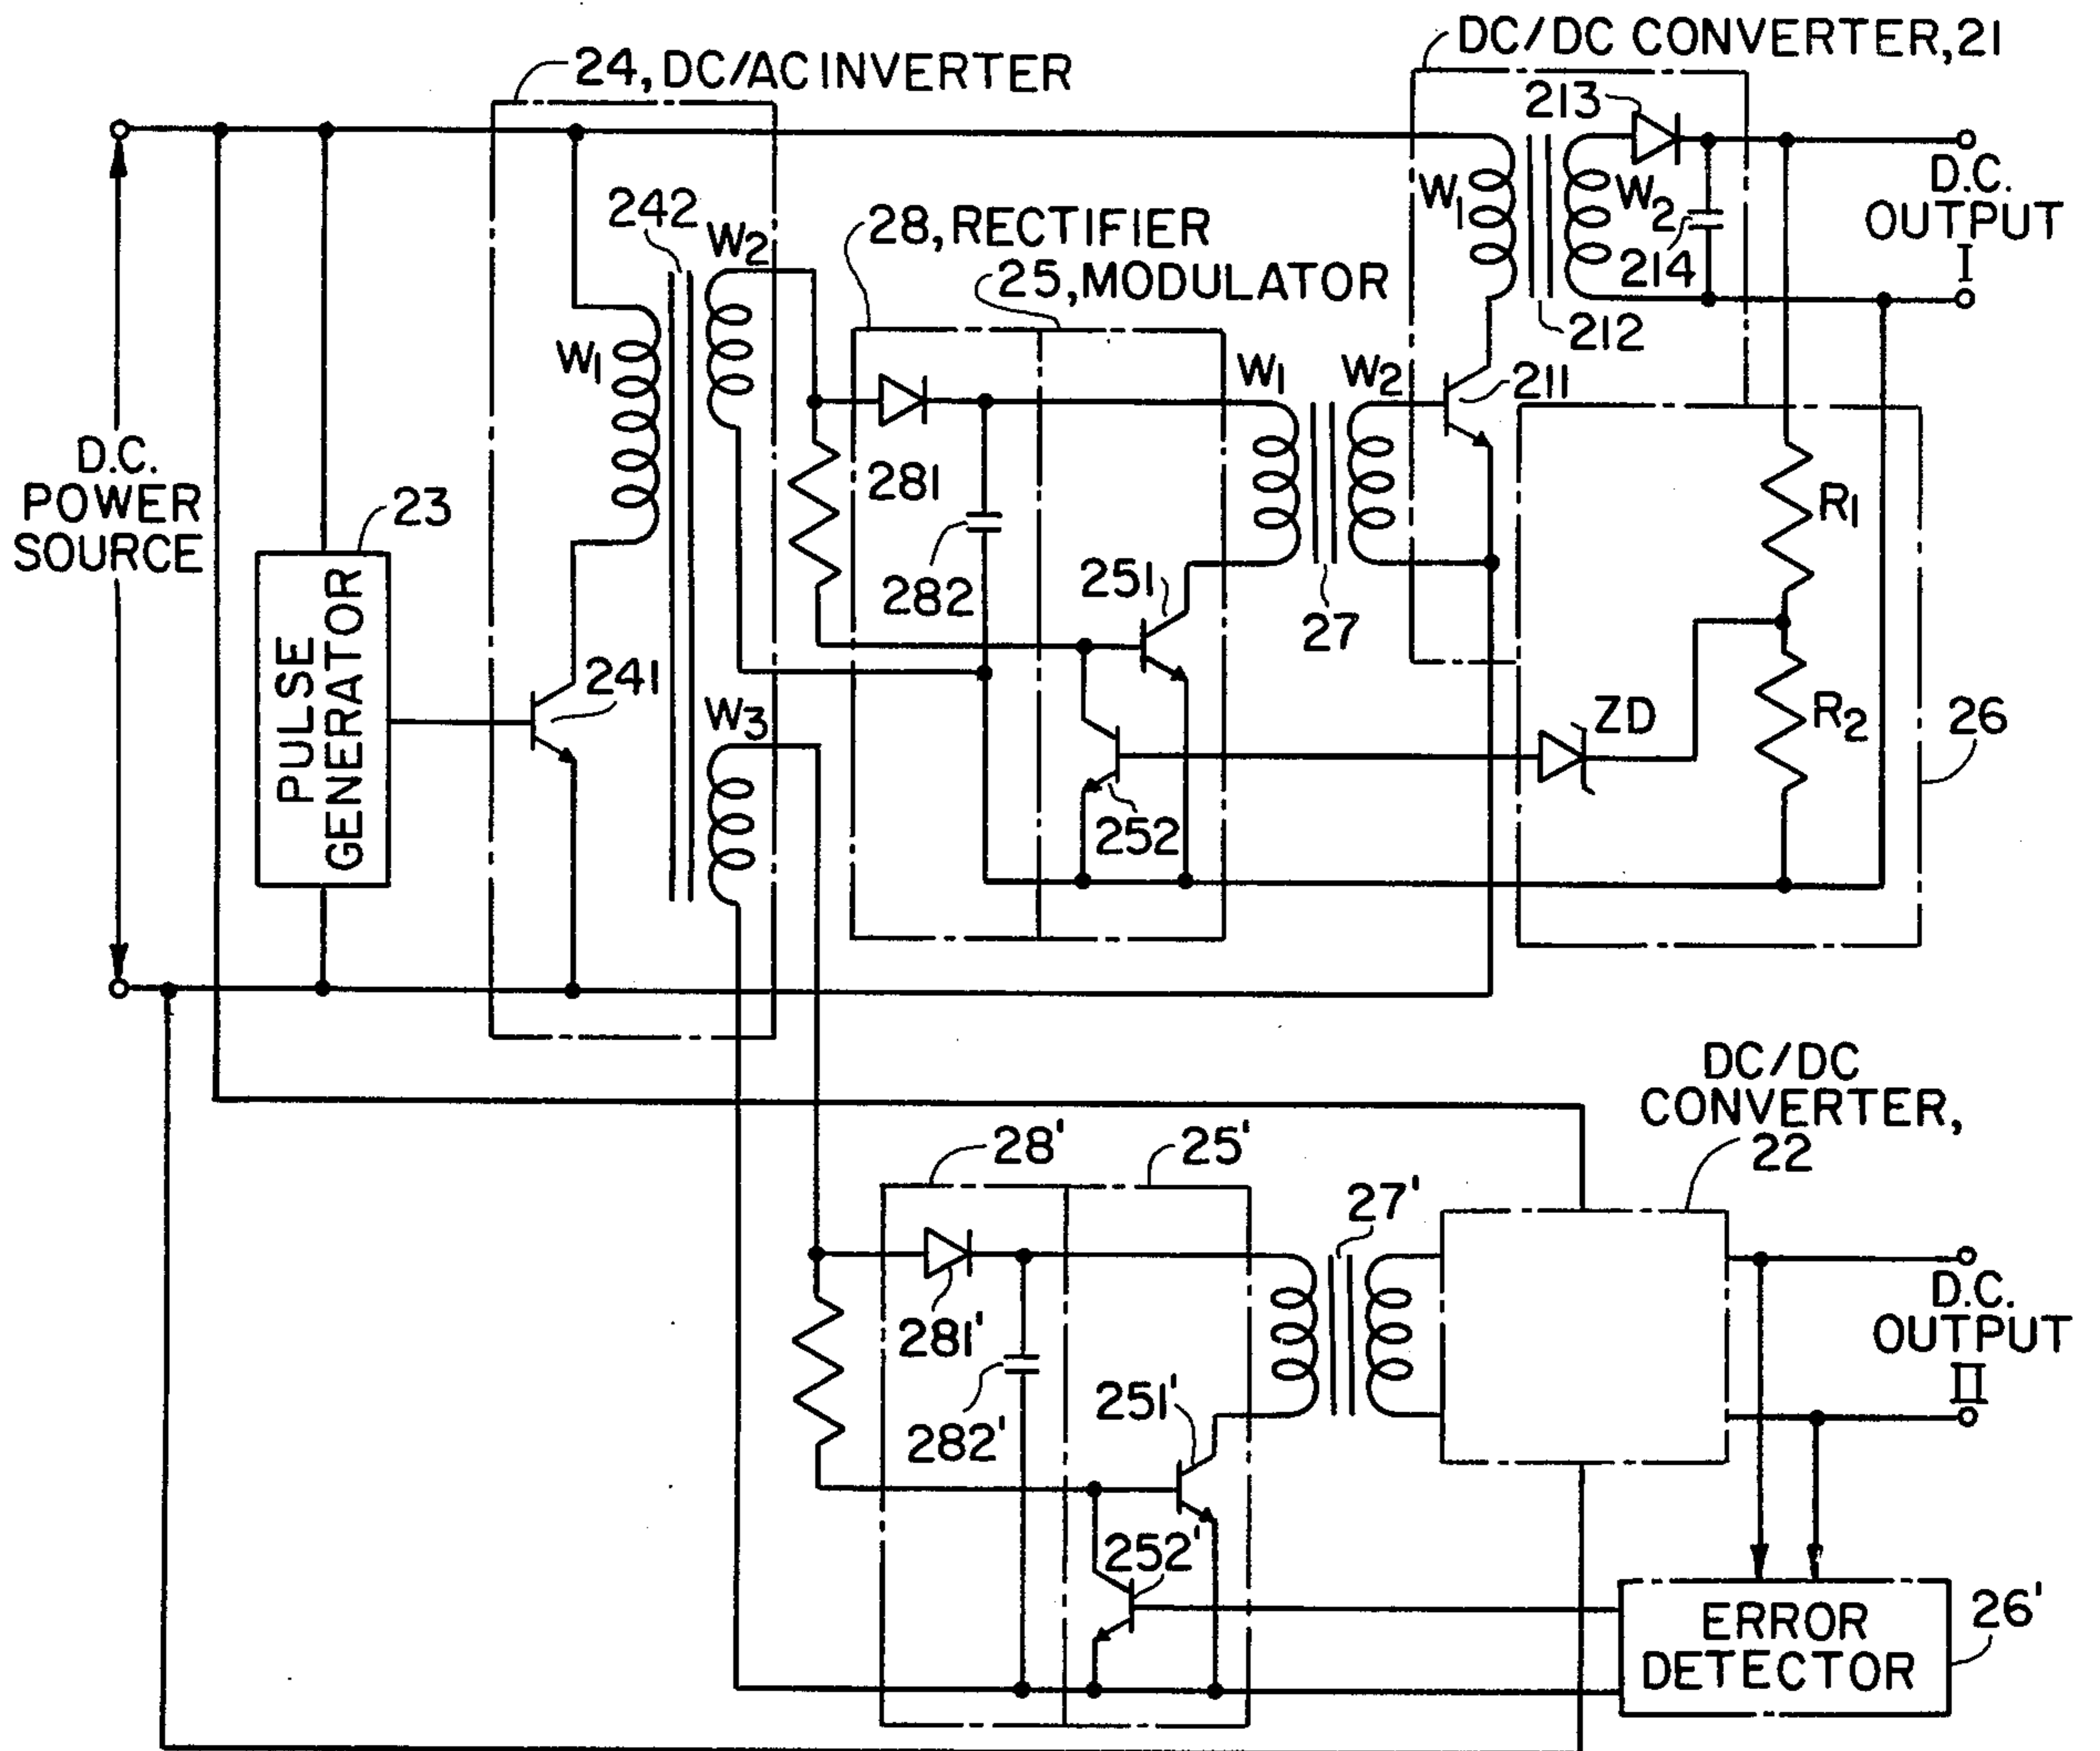 DC/DC CONVERTER,21
24, DC/AC INVERTER
213
D.C.
OUTPUT
I
242
W2
W1
W2
214
28, RECTIFIER
25, MODULATOR
212
W1
W1
W2
211
D.C.
POWER
SOURCE
23
281
R1
282
251
27
PULSE
GENERATOR
241
W3
ZD
R2
26
252
DC/DC
CONVERTER,
22
28'
25'
27'
281'
D.C.
OUTPUT
II
251'
282'
252'
ERROR
DETECTOR
26'